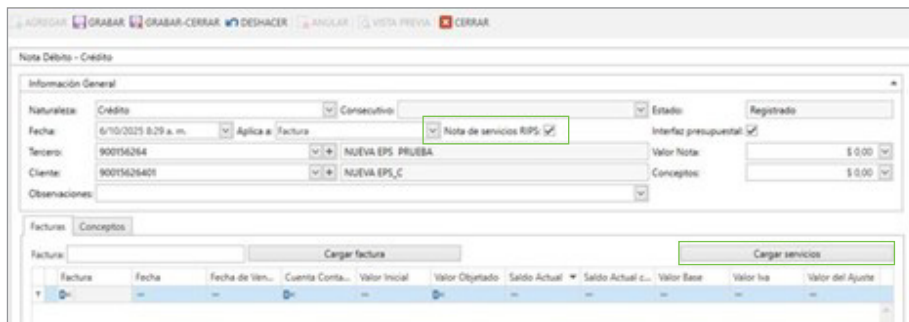 AGREGAR GRABAR GRABAR-CERRAR DESHACER ANULAR VISTA PREVIA CERRAR
Nota Débito - Crédito
Información General
Naturaleza: Crédito Consecutivo: Estado: Registrado
Fecha: 6/10/2025 8:29 a. m. Aplica a: Factura Nota de servicios RIPS: Interfaz presupuestal:
Tercero: 900156264 NUEVA EPS PRUEBA Valor Nota: $ 0,00
Cliente: 90015626401 NUEVA EPS_C Conceptos: $ 0,00
Observaciones:
Facturas Conceptos
Factura: Cargar factura Cargar servicios
Factura Fecha Fecha de Ven... Cuenta Conta... Valor Inicial Valor Objetado Saldo Actual Saldo Actual c... Valor Base Valor Iva Valor del Ajuste